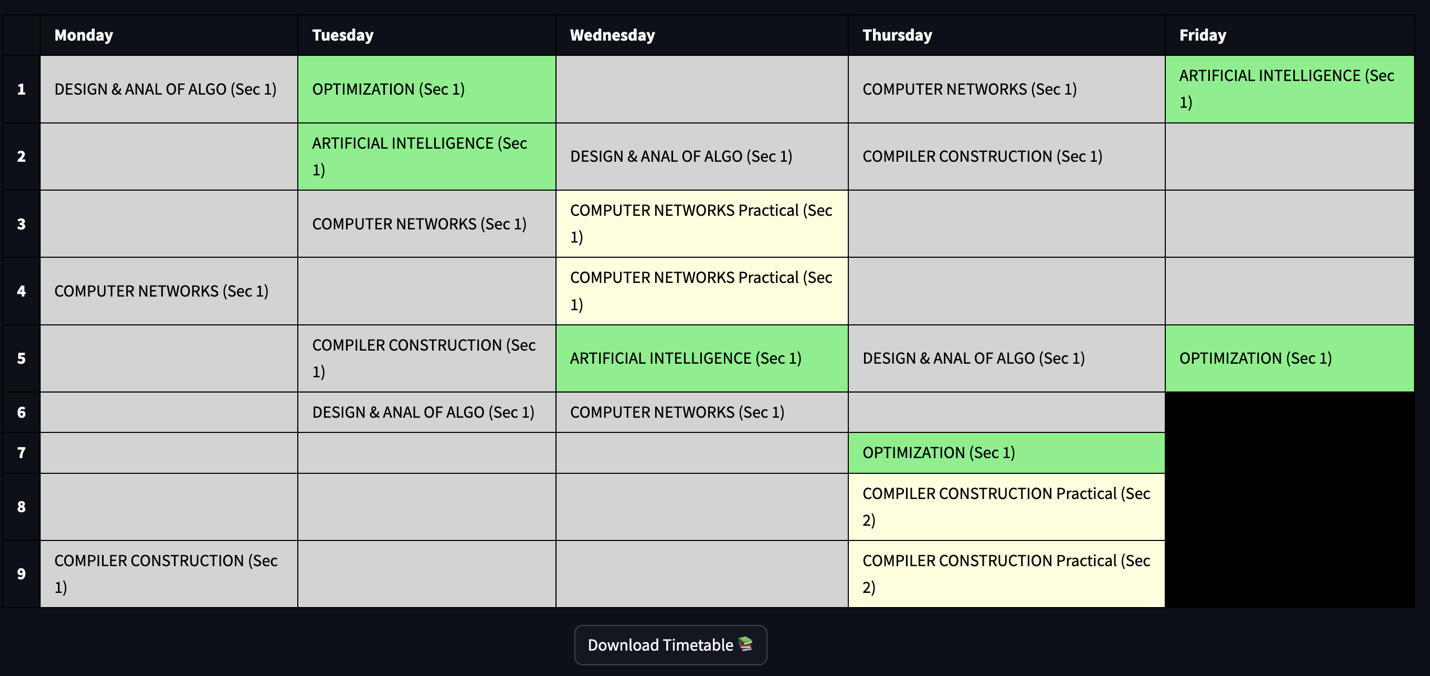 Monday Tuesday Wednesday Thursday Friday
1 DESIGN & ANAL OF ALGO (Sec 1) OPTIMIZATION (Sec 1) COMPUTER NETWORKS (Sec 1) ARTIFICIAL INTELLIGENCE (Sec 1)
2 ARTIFICIAL INTELLIGENCE (Sec 1) DESIGN & ANAL OF ALGO (Sec 1) COMPILER CONSTRUCTION (Sec 1)
3 COMPUTER NETWORKS (Sec 1) COMPUTER NETWORKS Practical (Sec 1)
4 COMPUTER NETWORKS (Sec 1) COMPUTER NETWORKS Practical (Sec 1)
5 COMPILER CONSTRUCTION (Sec 1) ARTIFICIAL INTELLIGENCE (Sec 1) DESIGN & ANAL OF ALGO (Sec 1) OPTIMIZATION (Sec 1)
6 DESIGN & ANAL OF ALGO (Sec 1) COMPUTER NETWORKS (Sec 1)
7 OPTIMIZATION (Sec 1)
8 COMPILER CONSTRUCTION Practical (Sec 2)
9 COMPILER CONSTRUCTION (Sec 1) COMPILER CONSTRUCTION Practical (Sec 2)
Download Timetable 📚